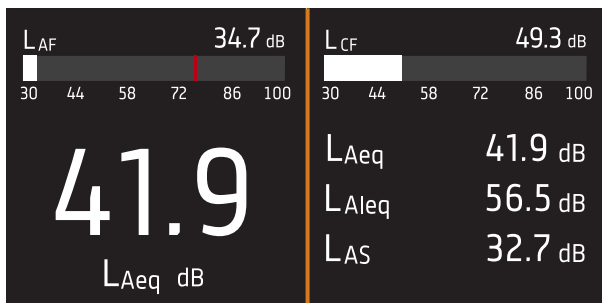 LAF 34.7 dB
30 44 58 72 86 100
41.9
LAeq dB
LCF 49.3 dB
30 44 58 72 86 100
LAeq 41.9 dB
LAIeq 56.5 dB
LAS 32.7 dB